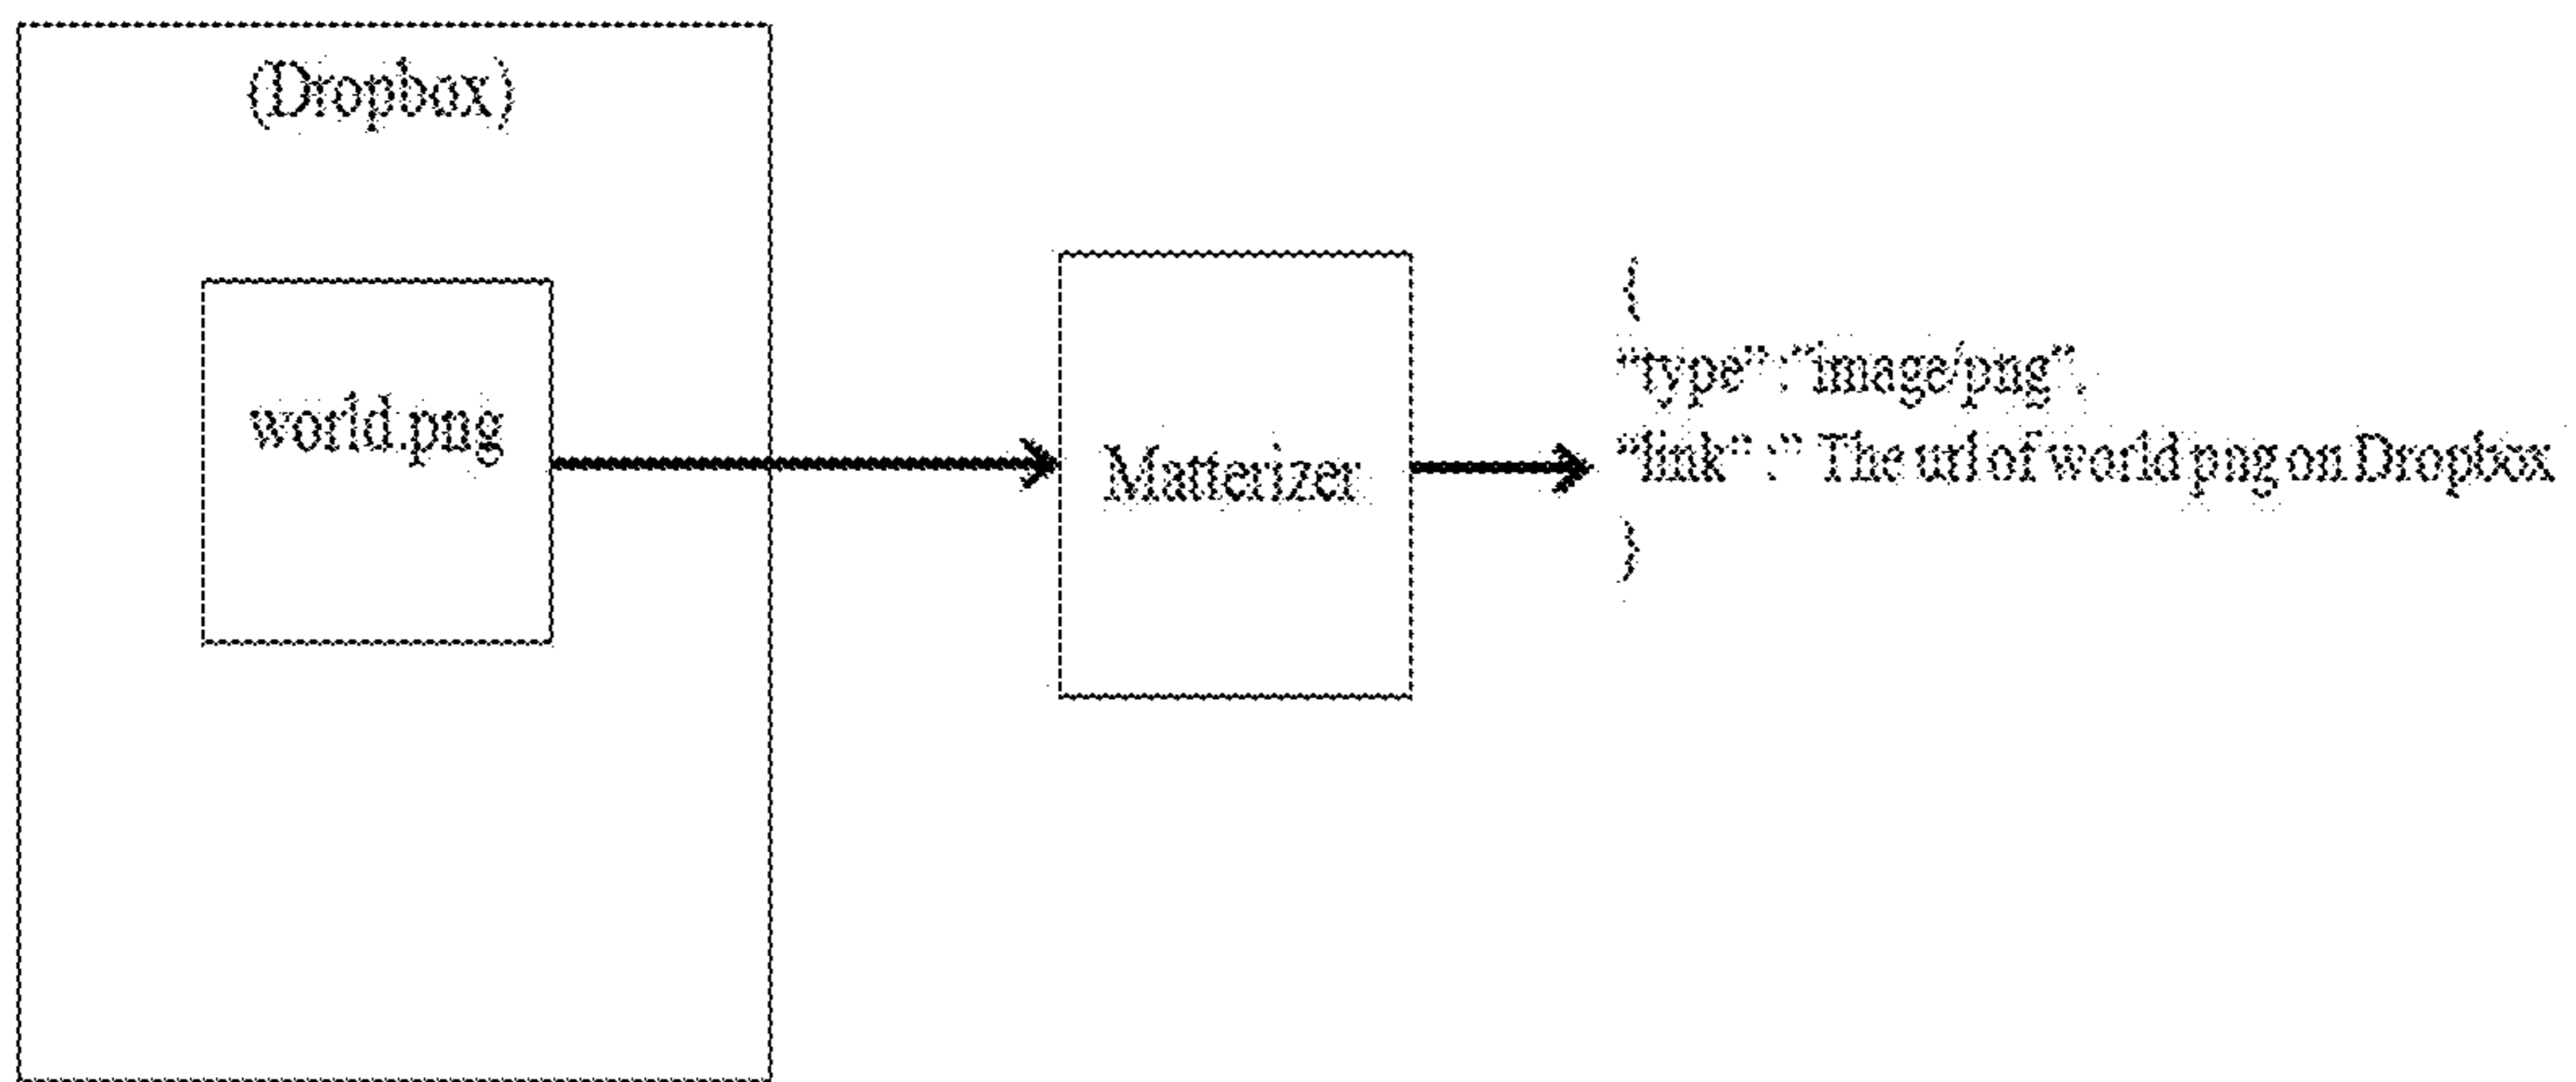 (Dropbox)
world.png
Matterizer
{
“type” :“image/png“,
“link“ :” The url of world png on Dropbox
}